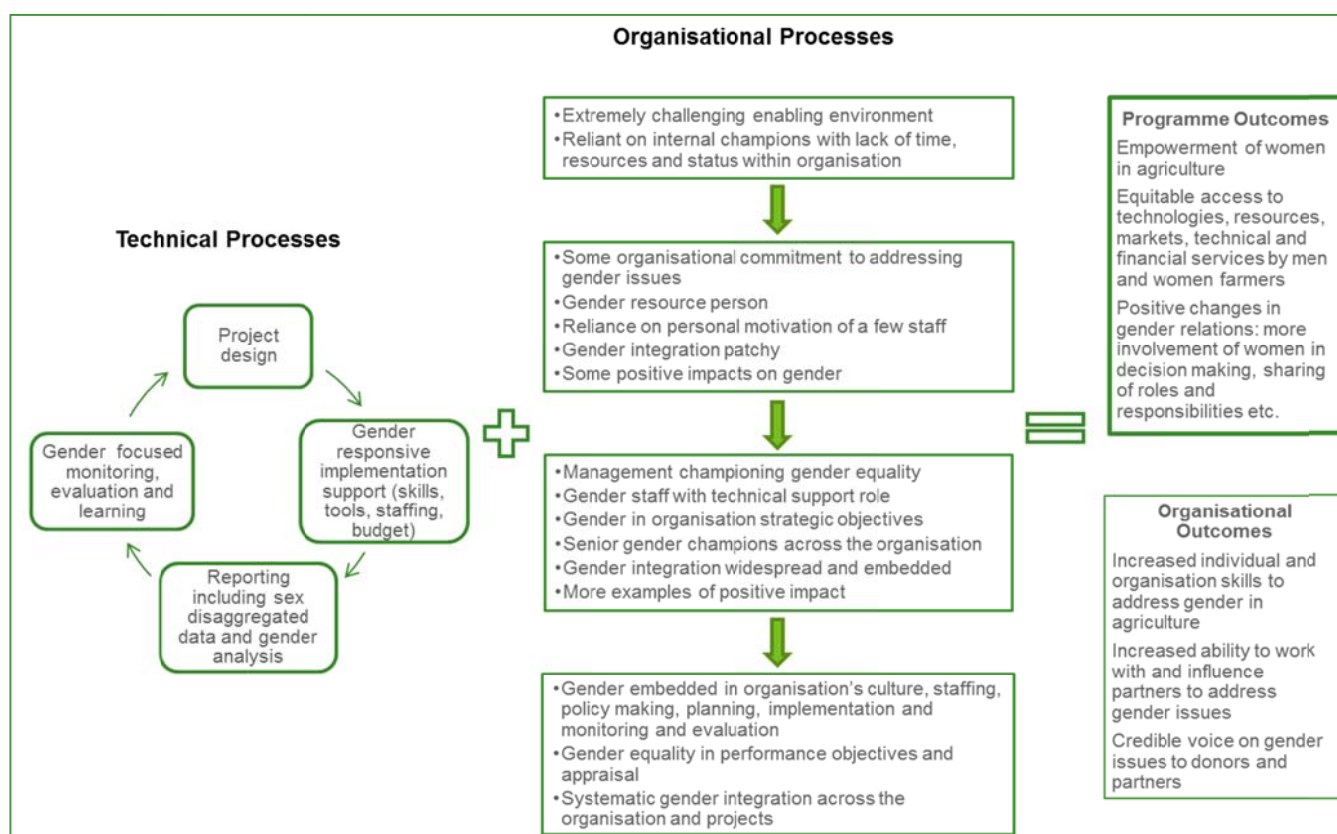 Organisational Processes
•Extremely challenging enabling environment
•Reliant on internal champions with lack of time,
resources and status within organisation
Technical Processes
Project
design
Gender
responsive
implementation
support (skills,
tools, staffing,
budget)
Reporting
including sex
disaggregated
data and gender
analysis
Gender focused
monitoring,
evaluation and
learning
•Some organisational commitment to addressing
gender issues
•Gender resource person
•Reliance on personal motivation of a few staff
•Gender integration patchy
•Some positive impacts on gender
•Management championing gender equality
•Gender staff with technical support role
•Gender in organisation strategic objectives
•Senior gender champions across the organisation
•Gender integration widespread and embedded
•More examples of positive impact
•Gender embedded in organisation’s culture, staffing,
policy making, planning, implementation and
monitoring and evaluation
•Gender equality in performance objectives and
appraisal
•Systematic gender integration across the
organisation and projects
Programme Outcomes
Empowerment of women
in agriculture
Equitable access to
technologies, resources,
markets, technical and
financial services by men
and women farmers
Positive changes in
gender relations: more
involvement of women in
decision making, sharing
of roles and
responsibilities etc.
Organisational
Outcomes
Increased individual and
organisation skills to
address gender in
agriculture
Increased ability to work
with and influence
partners to address
gender issues
Credible voice on gender
issues to donors and
partners